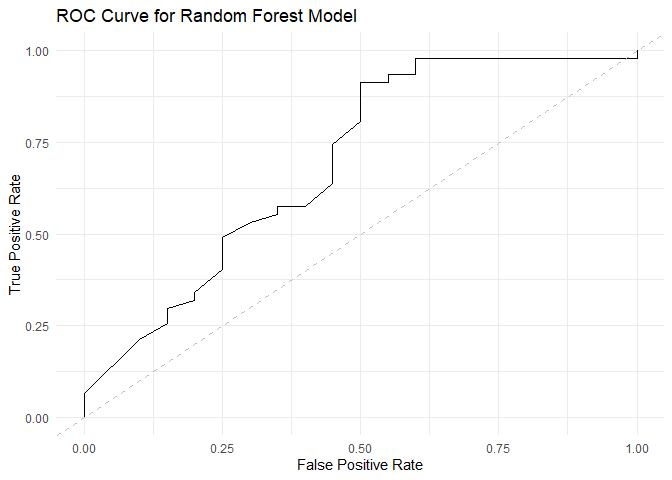 ROC Curve for Random Forest Model
1.00
0.75
0.50
0.25
0.00
True Positive Rate
0.00 0.25 0.50 0.75 1.00
False Positive Rate